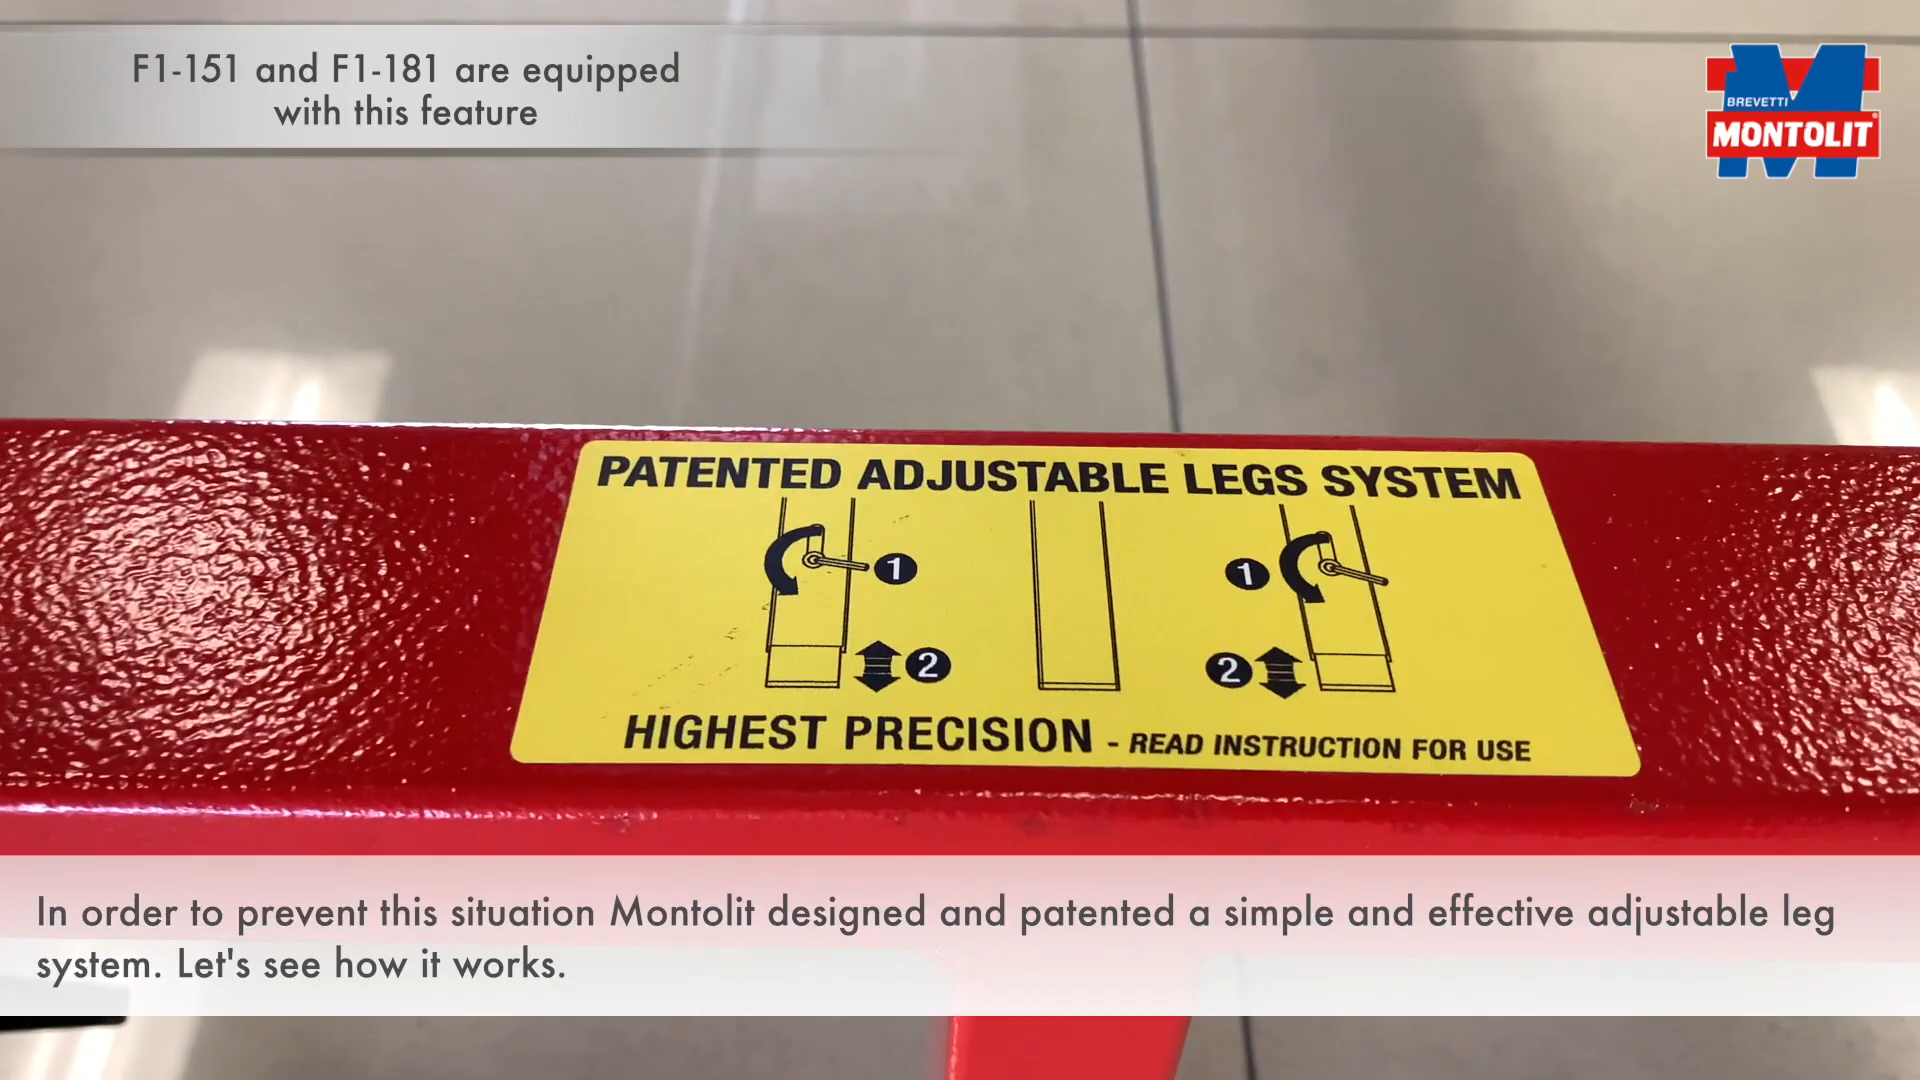 F1-151 and F1-181 are equipped
with this feature
BREVETTI
MONTOLIT®
PATENTED ADJUSTABLE LEGS SYSTEM
1 1
2 2
HIGHEST PRECISION - READ INSTRUCTION FOR USE
In order to prevent this situation Montolit designed and patented a simple and effective adjustable leg
system. Let's see how it works.